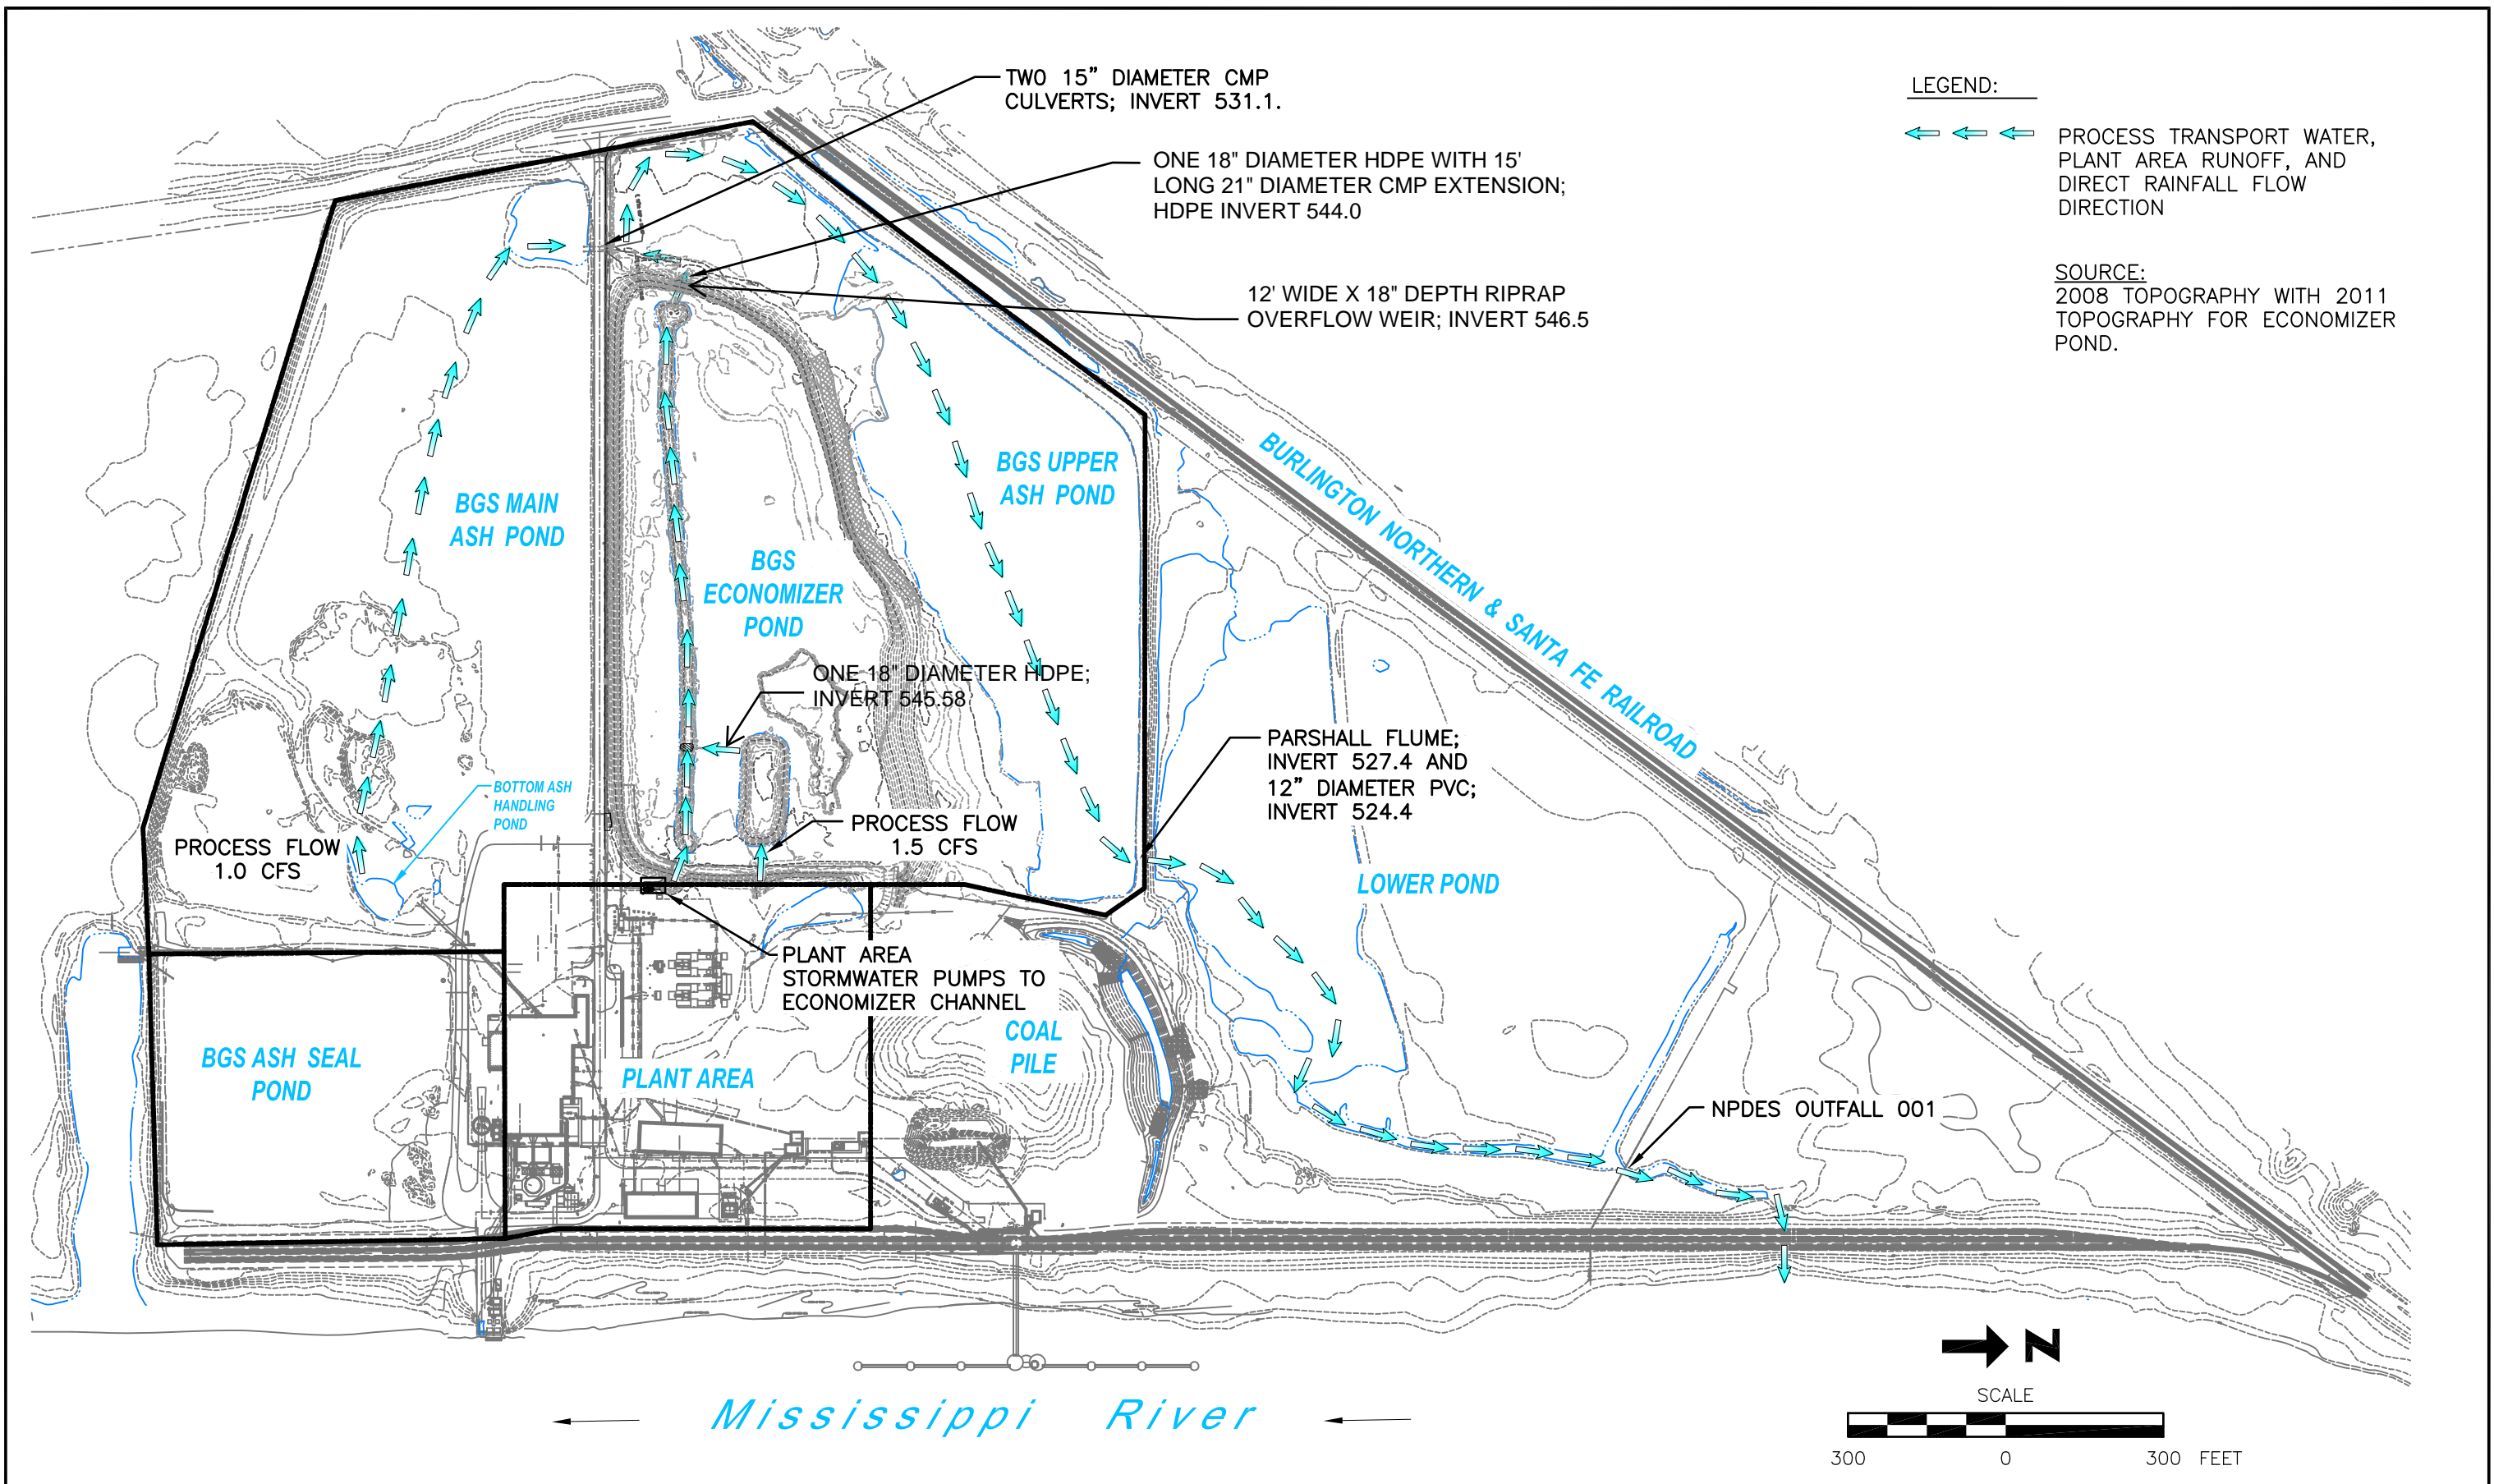 TWO 15” DIAMETER CMP
CULVERTS; INVERT 531.1.
ONE 18" DIAMETER HDPE WITH 15'
LONG 21" DIAMETER CMP EXTENSION;
HDPE INVERT 544.0
12' WIDE X 18" DEPTH RIPRAP
OVERFLOW WEIR; INVERT 546.5
LEGEND:
PROCESS TRANSPORT WATER,
PLANT AREA RUNOFF, AND
DIRECT RAINFALL FLOW
DIRECTION
SOURCE:
2008 TOPOGRAPHY WITH 2011
TOPOGRAPHY FOR ECONOMIZER
POND.
BGS MAIN
ASH POND
BGS UPPER
ASH POND
BURLINGTON NORTHERN & SANTA FE RAILROAD
BGS
ECONOMIZER
POND
ONE 18" DIAMETER HDPE;
INVERT 545.58
PARSHALL FLUME;
INVERT 527.4 AND
12” DIAMETER PVC;
INVERT 524.4
BOTTOM ASH
HANDLING
POND
PROCESS FLOW
1.0 CFS
PROCESS FLOW
1.5 CFS
LOWER POND
PLANT AREA
STORMWATER PUMPS TO
ECONOMIZER CHANNEL
COAL
PILE
BGS ASH SEAL
POND
PLANT AREA
NPDES OUTFALL 001
N
Mississippi River
SCALE
300 0 300 FEET